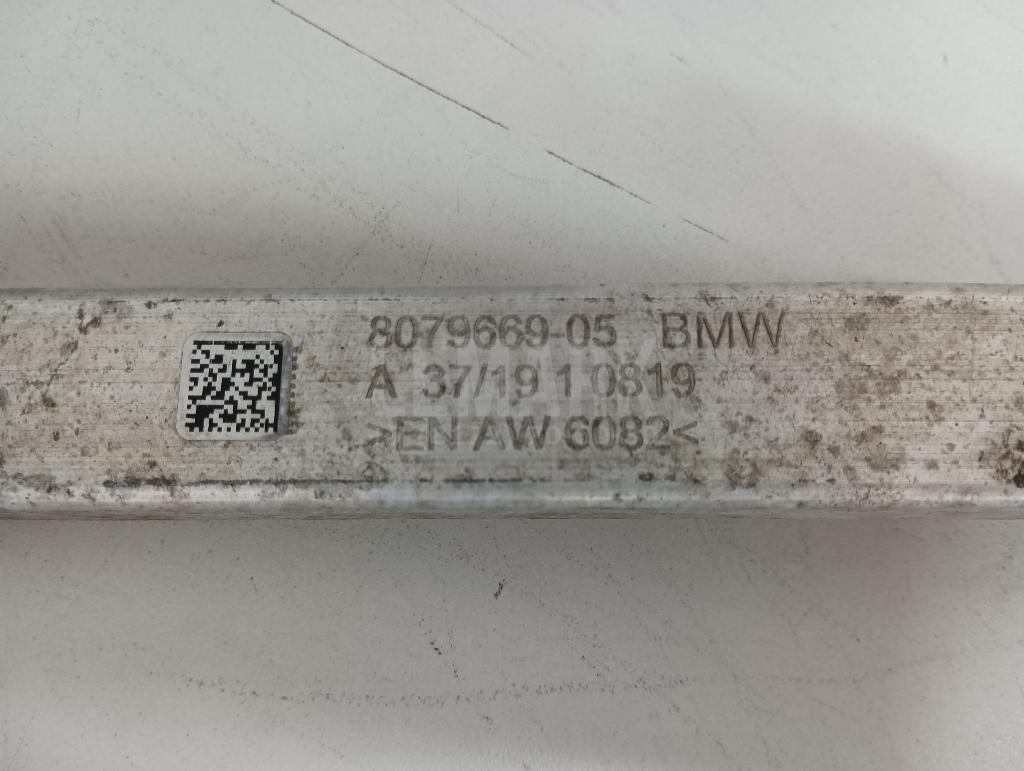 8079669-05 BMW
A 37/19 1 0819
>EN AW 6082<